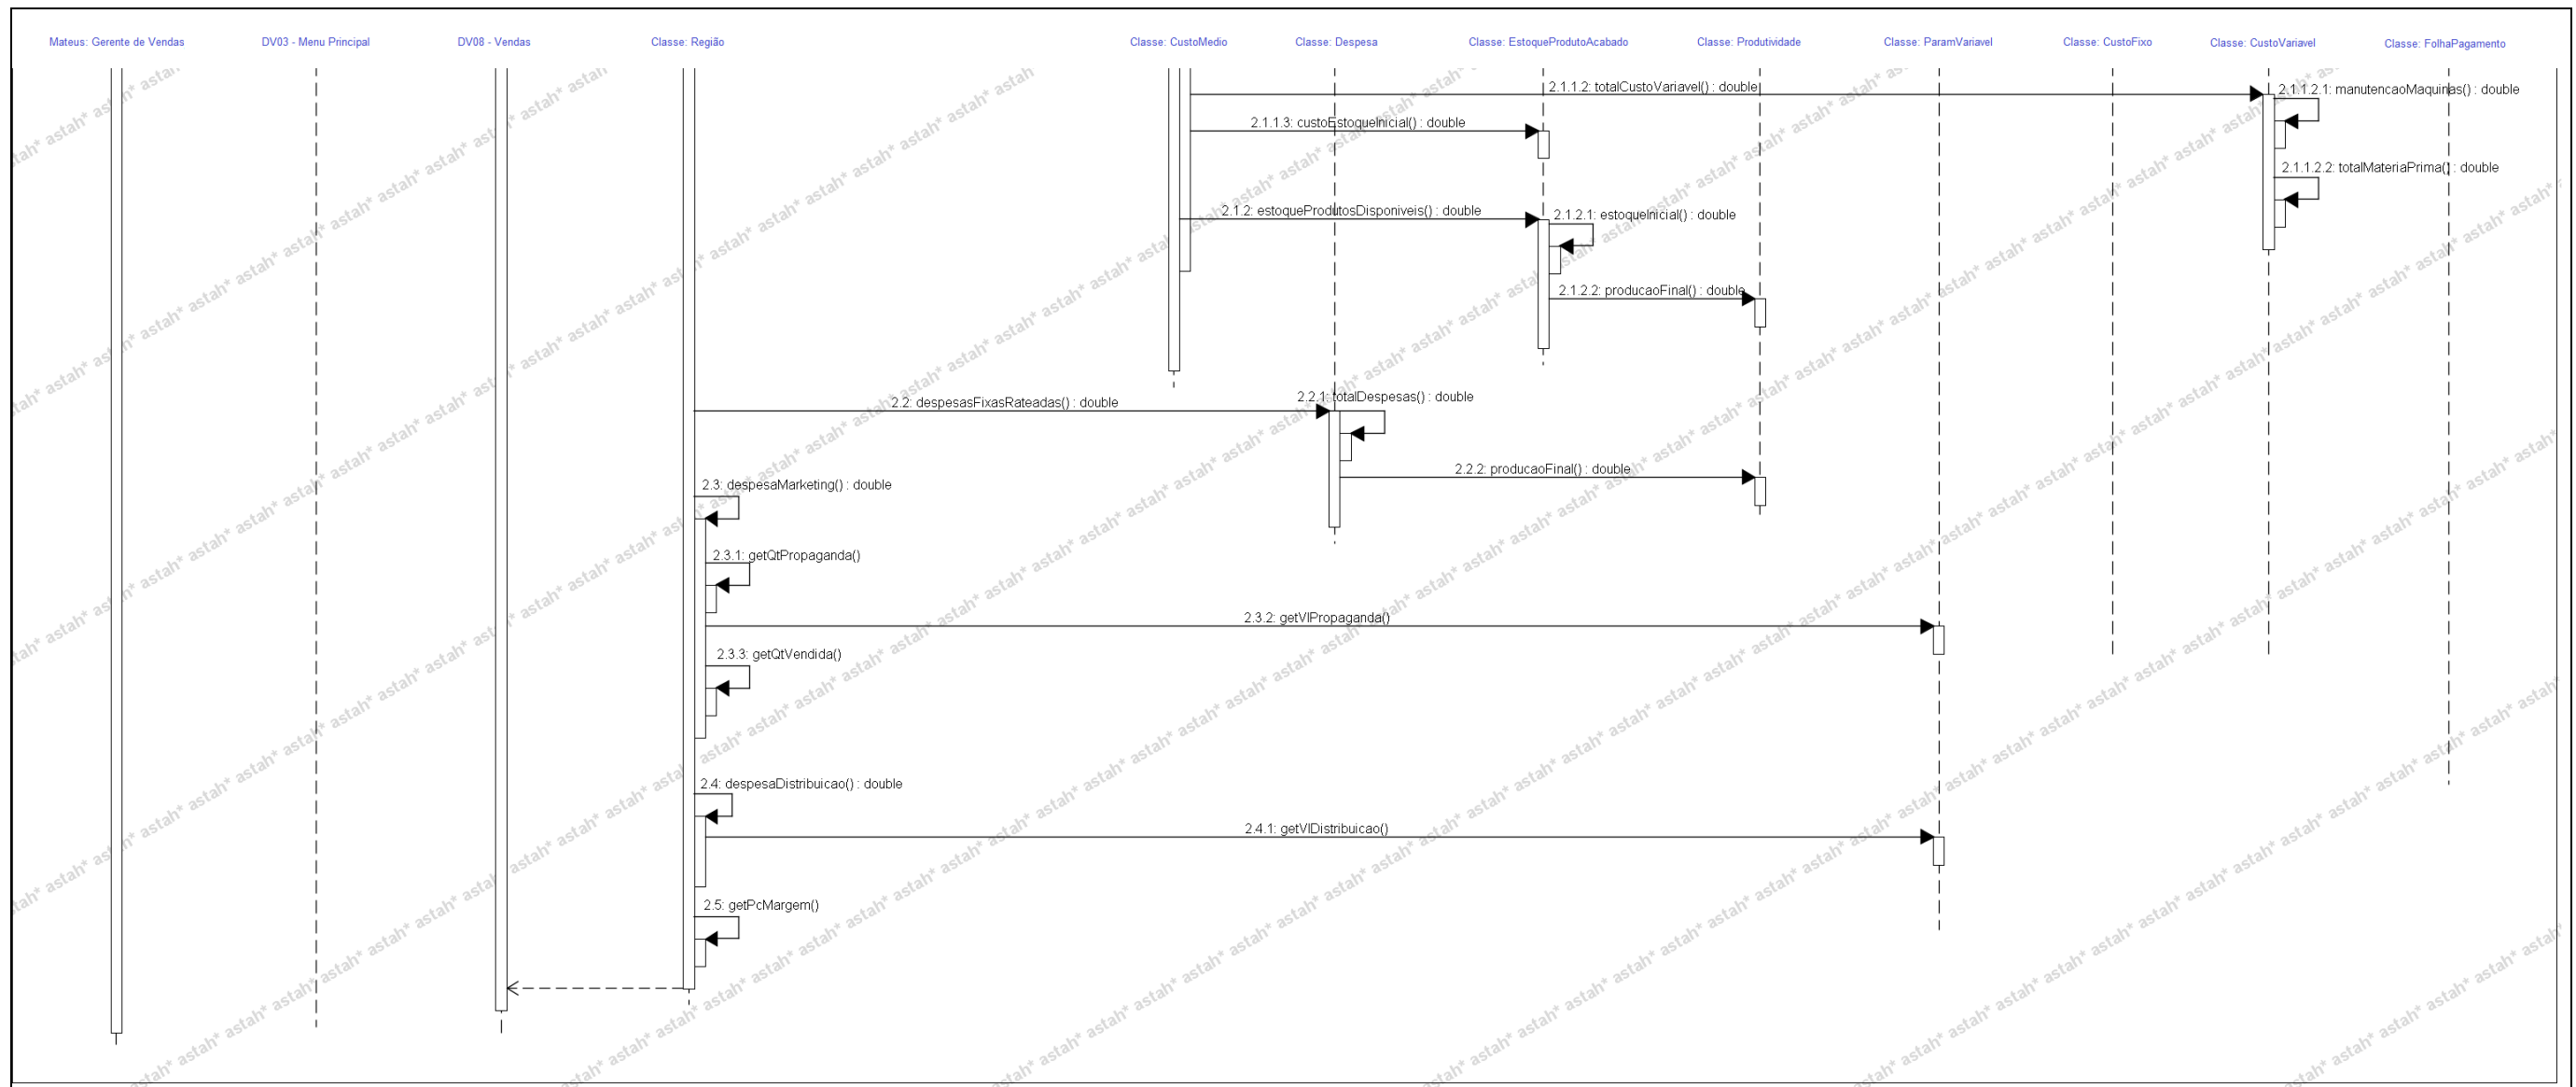 Mateus: Gerente de Vendas
DV03 - Menu Principal
DV08 - Vendas
Classe: Região
Classe: CustoMedio
Classe: Despesa
Classe: EstoqueProdutoAcabado
Classe: Produtividade
Classe: ParamVariavel
Classe: CustoFixo
Classe: CustoVariavel
Classe: FolhaPagamento
2.1.1.2: totalCustoVariavel() : double
2.1.1.2.1: manutencaoMaquinas() : double
2.1.1.3: custoEstoqueInicial() : double
2.1.1.2.2: totalMateriaPrima() : double
2.1.2: estoqueProdutosDisponiveis() : double
2.1.2.1: estoqueInicial() : double
2.1.2.2: producaoFinal() : double
2.2: despesasFixasRateadas() : double
2.2.1: totalDespesas() : double
2.2.2: producaoFinal() : double
2.3: despesaMarketing() : double
2.3.1: getQtPropaganda()
2.3.2: getVlPropaganda()
2.3.3: getQtVendida()
2.4: despesaDistribuicao() : double
2.4.1: getVlDistribuicao()
2.5: getPcMargem()